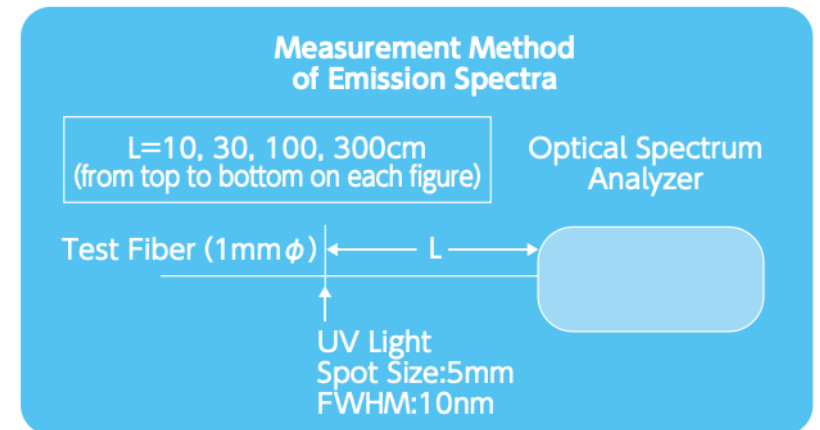 Measurement Method
of Emission Spectra
L=10, 30, 100, 300cm
(from top to bottom on each figure)
Optical Spectrum
Analyzer
Test Fiber (1mmϕ)
L
UV Light
Spot Size:5mm
FWHM:10nm